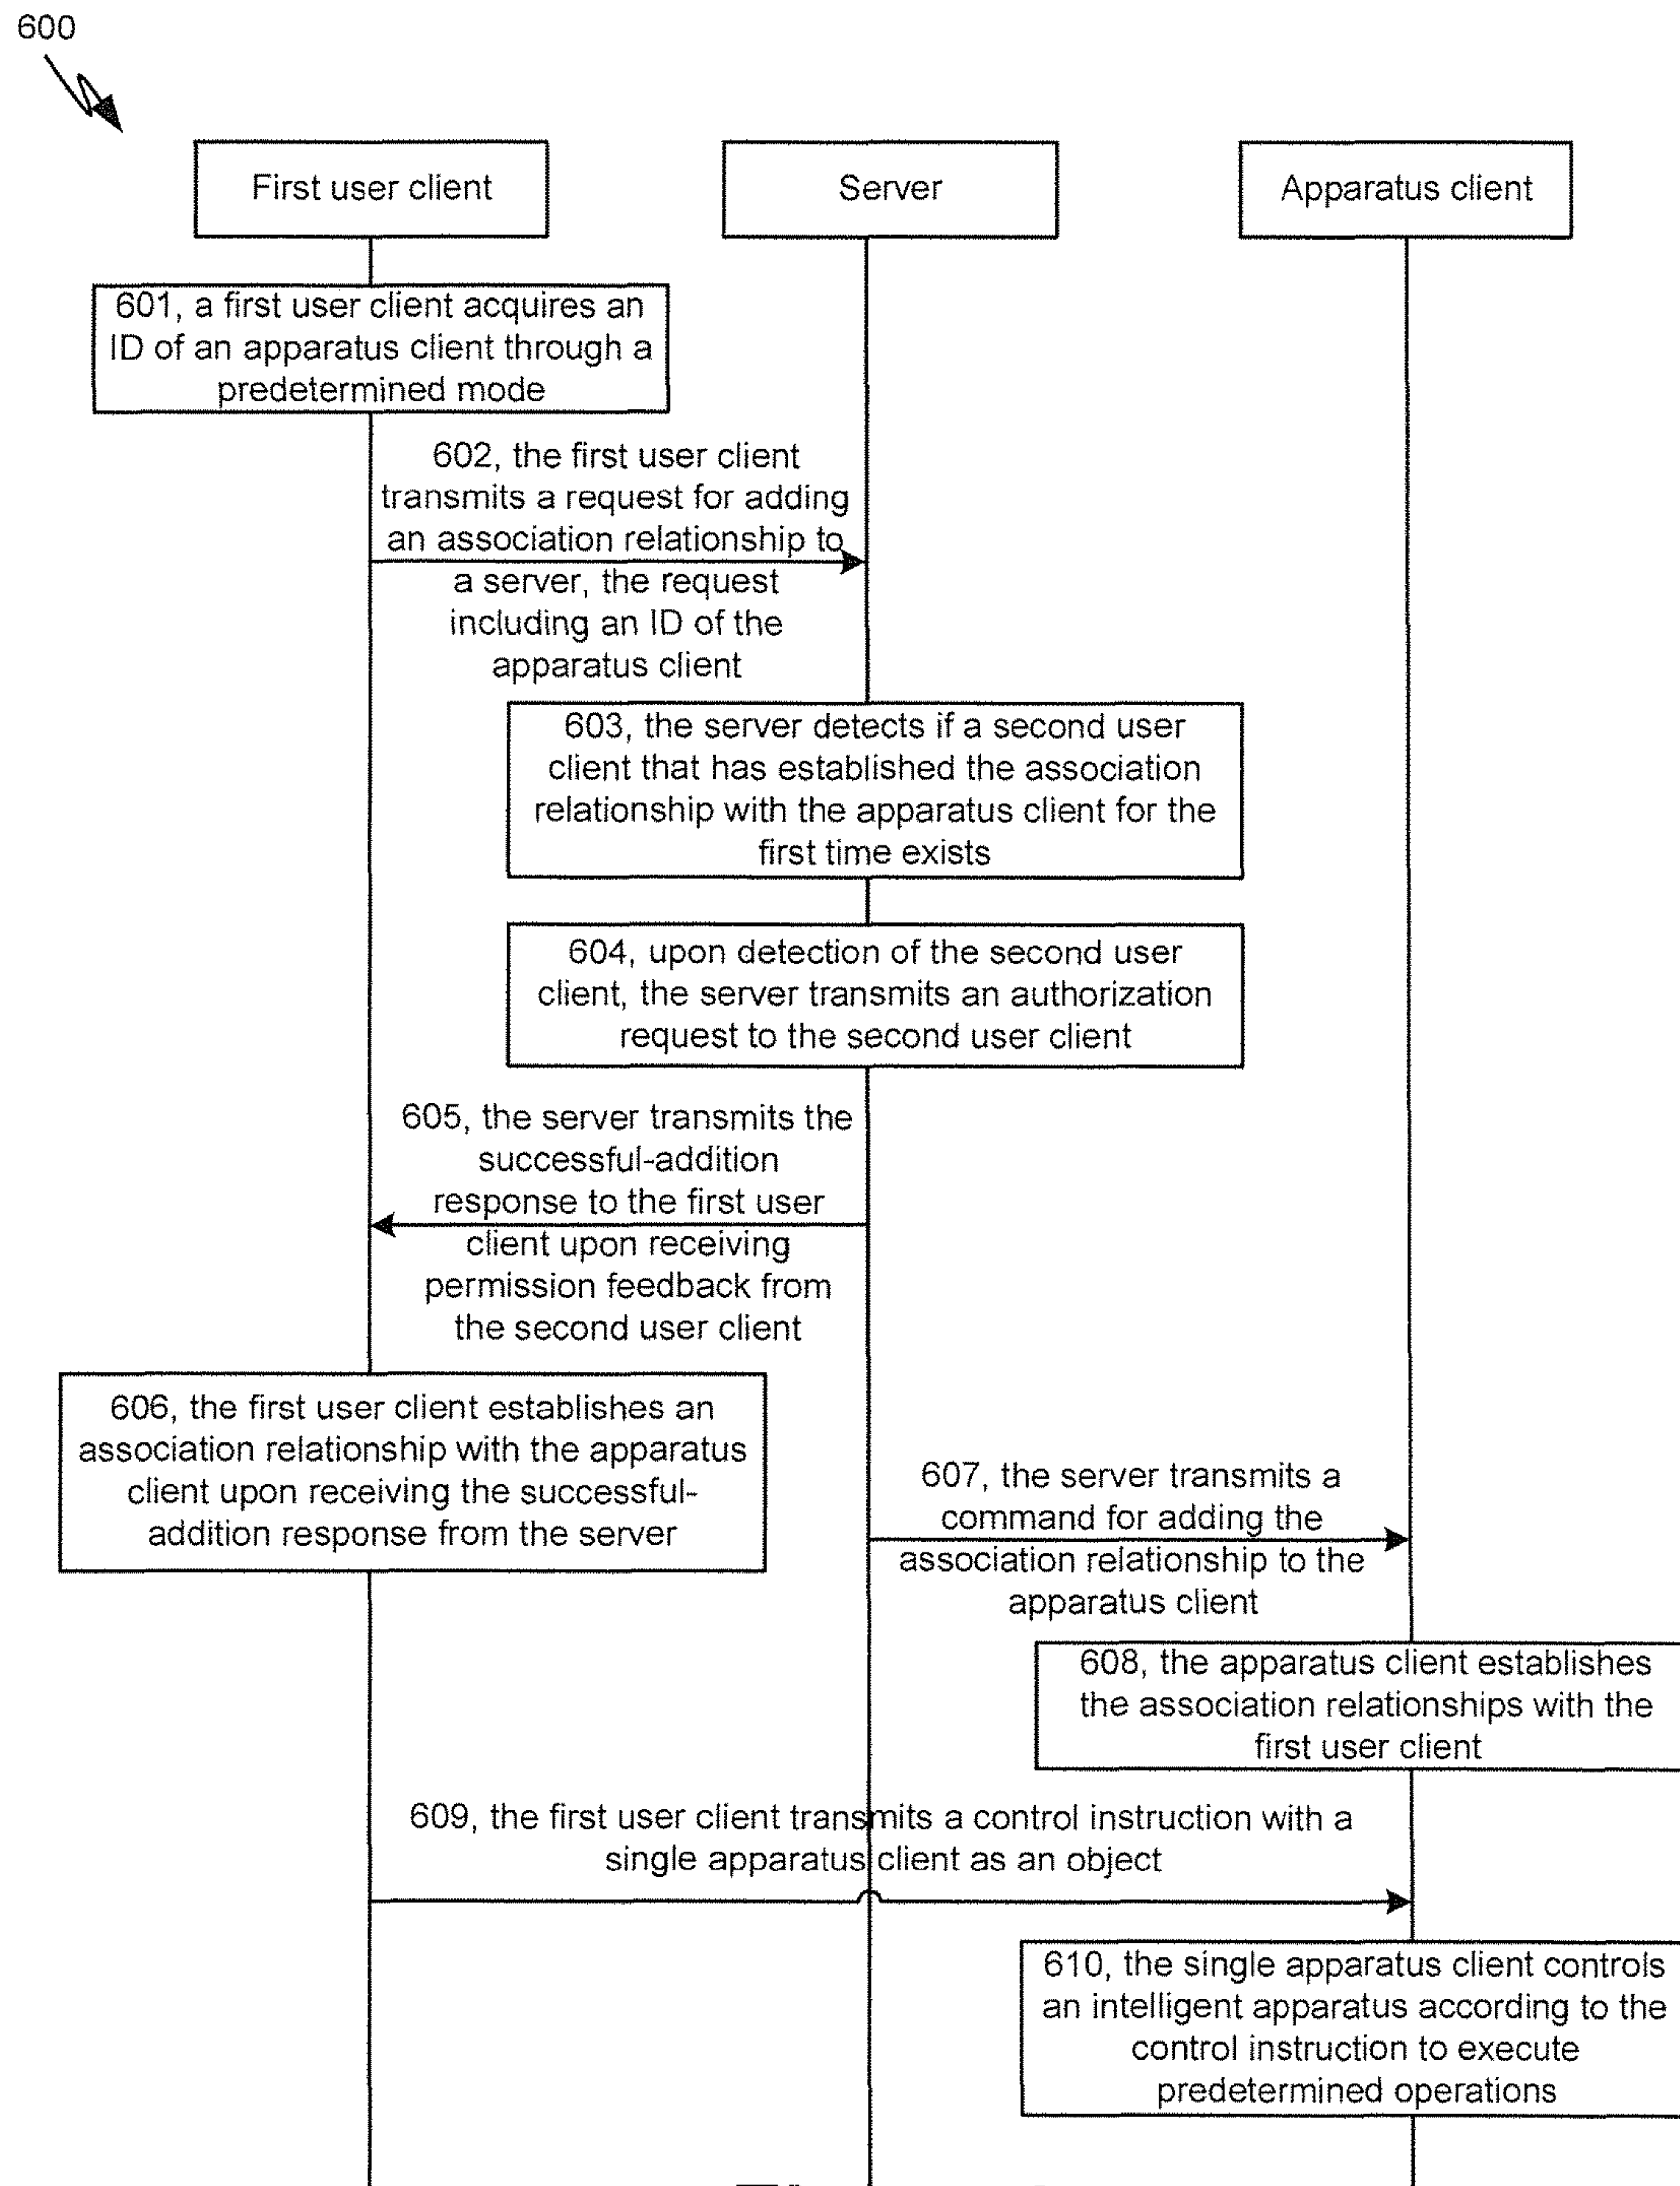 600
First user client
Server
Apparatus client
601, a first user client acquires an
ID of an apparatus client through a
predetermined mode
602, the first user client
transmits a request for adding
an association relationship to
a server, the request
including an ID of the
apparatus client
603, the server detects if a second user
client that has established the association
relationship with the apparatus client for the
first time exists
604, upon detection of the second user
client, the server transmits an authorization
request to the second user client
605, the server transmits the
successful-addition
response to the first user
client upon receiving
permission feedback from
the second user client
606, the first user client establishes an
association relationship with the apparatus
client upon receiving the successful-
addition response from the server
607, the server transmits a
command for adding the
association relationship to the
apparatus client
608, the apparatus client establishes
the association relationships with the
first user client
609, the first user client transmits a control instruction with a
single apparatus client as an object
610, the single apparatus client controls
an intelligent apparatus according to the
control instruction to execute
predetermined operations